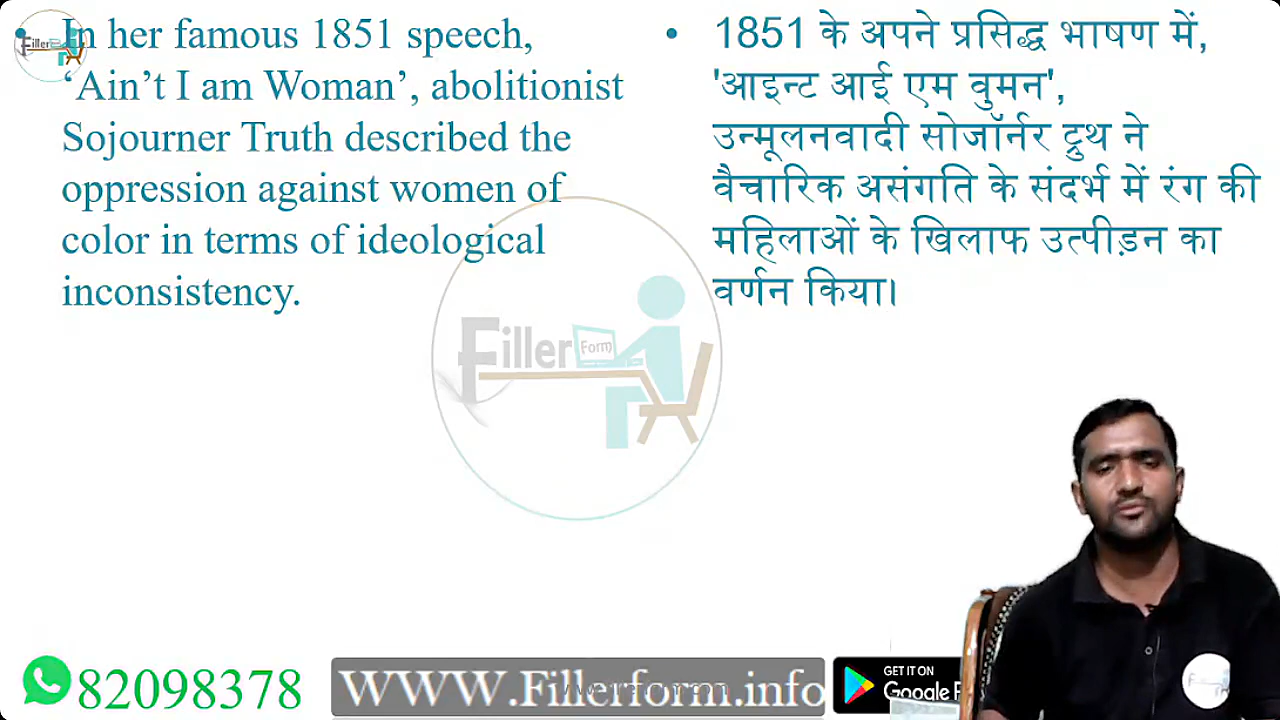 In her famous 1851 speech,
‘Ain’t I am Woman’, abolitionist
Sojourner Truth described the
oppression against women of
color in terms of ideological
inconsistency.
1851 के अपने प्रसिद्ध भाषण में,
'आइन्ट आई एम वुमन',
उन्मूलनवादी सोजॉर्नर ट्रुथ ने
वैचारिक असंगति के संदर्भ में रंग की
महिलाओं के खिलाफ उत्पीड़न का
वर्णन किया।
Filler
Form
82098378
WWW.Fillerform.info
GET IT ON
Google